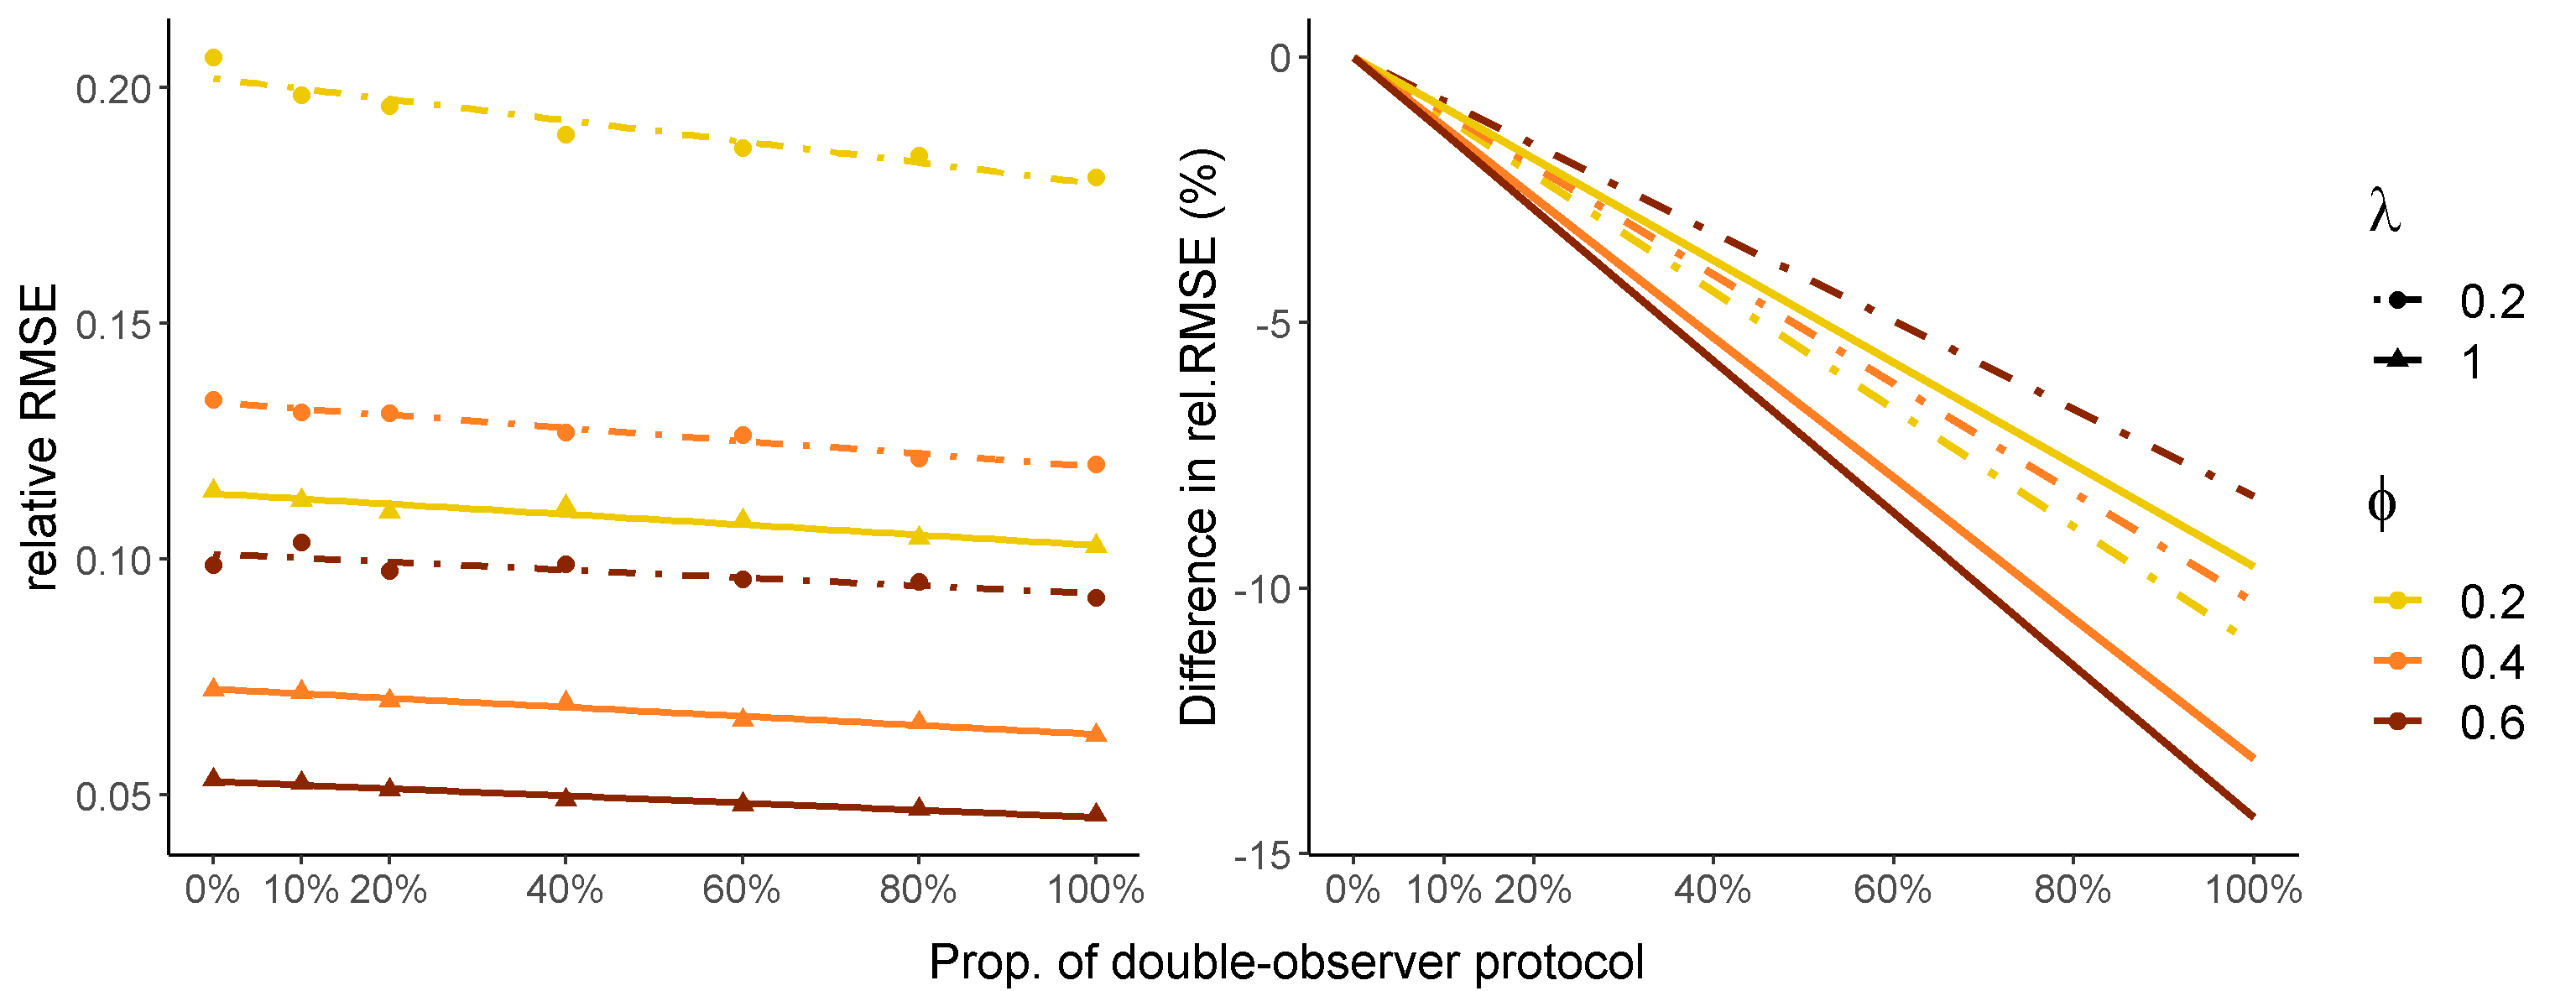 relative RMSE
0.20
0.15
0.10
0.05
0% 10% 20% 40% 60% 80% 100%
Difference in rel.RMSE (%)
0
-5
-10
-15
0% 10% 20% 40% 60% 80% 100%
Prop. of double-observer protocol
λ
0.2
1
ϕ
0.2
0.4
0.6